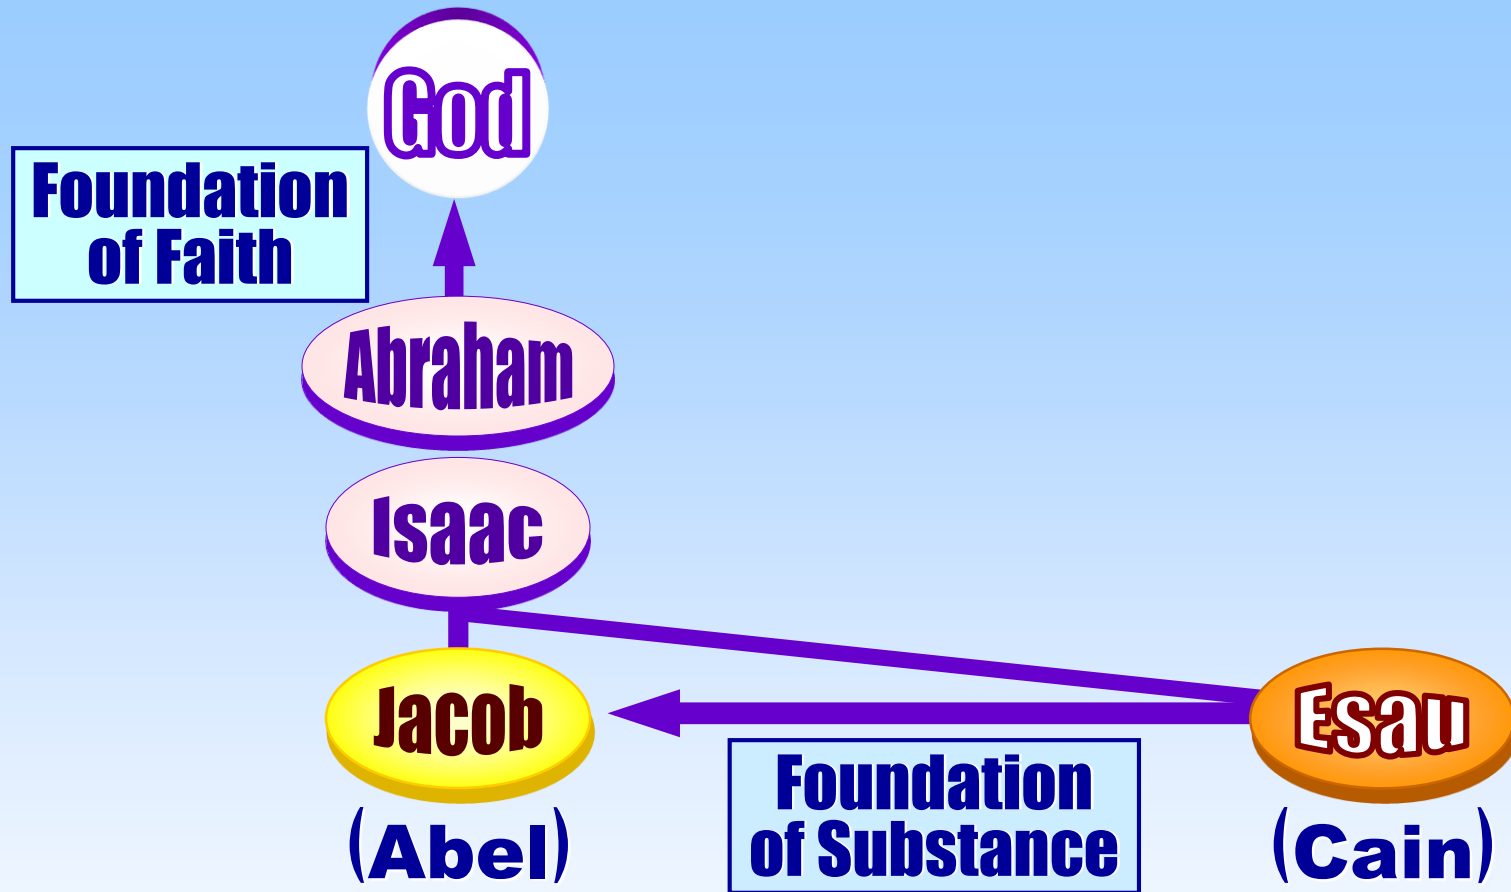 God
Foundation
of Faith
Abraham
Isaac
Jacob
Esau
Foundation
of Substance
(Abel)
(Cain)